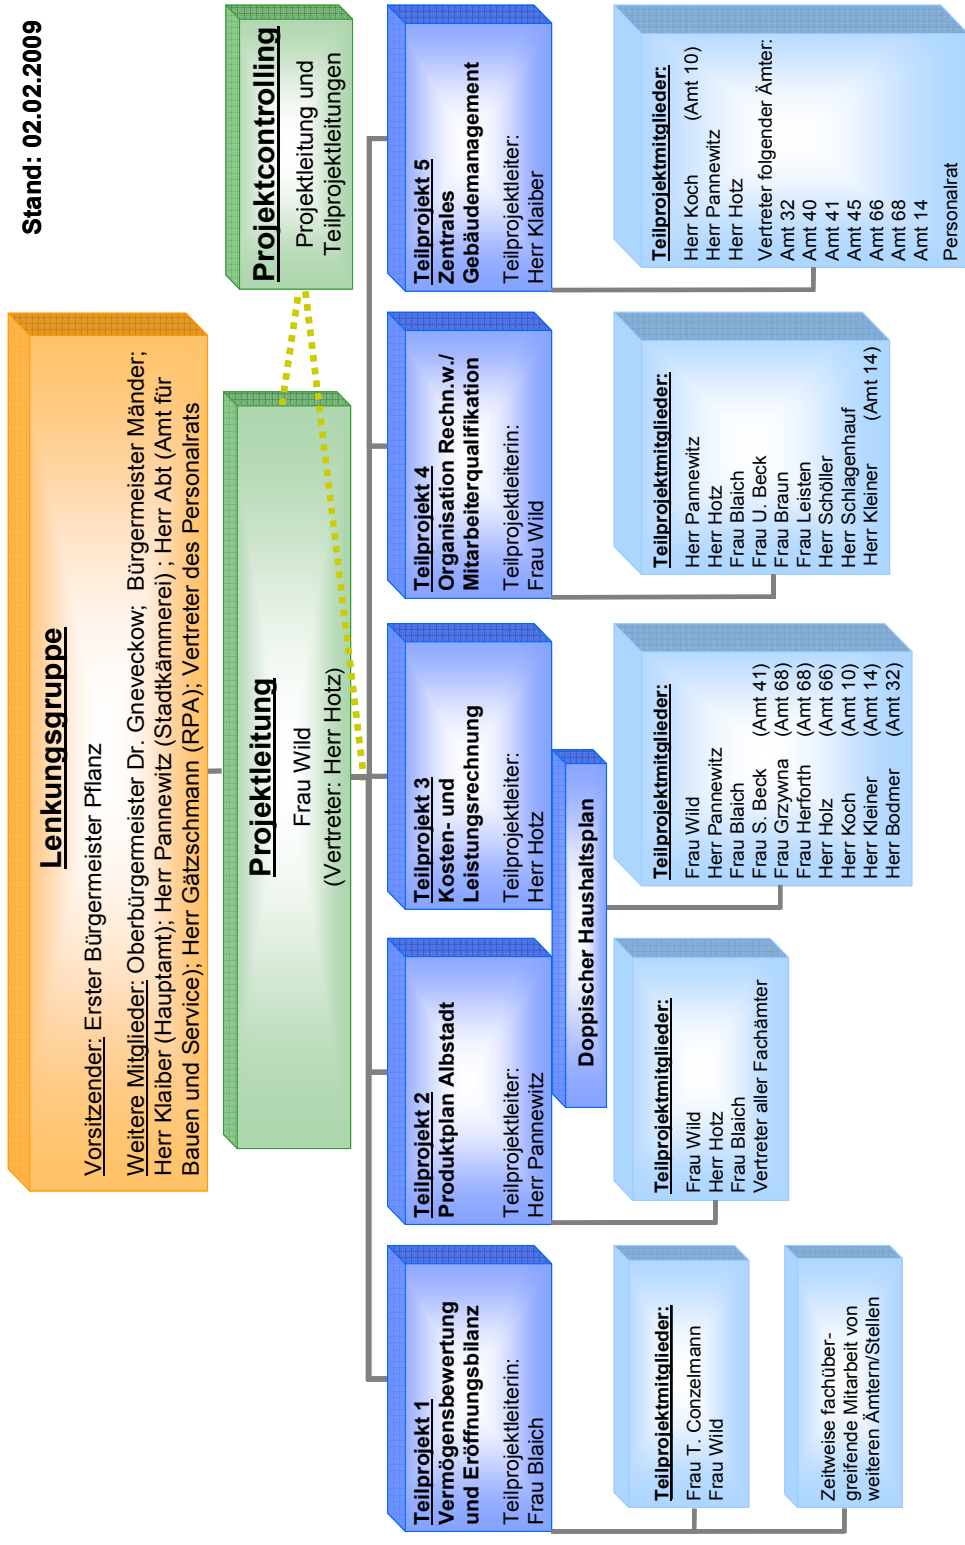 Stand: 02.02.2009
Lenkungsgruppe
Vorsitzender: Erster Bürgermeister Pflanz
Weitere Mitglieder: Oberbürgermeister Dr. Gneveckow; Bürgermeister Mänder;
Herr Klaiber (Hauptamt); Herr Pannewitz (Stadtkämmerei) ; Herr Abt (Amt für
Bauen und Service); Herr Gätzschmann (RPA); Vertreter des Personalrats
Projektleitung
Frau Wild
(Vertreter: Herr Hotz)
Projektcontrolling
Projektleitung und
Teilprojektleitungen
Teilprojekt 1
Vermögensbewertung
und Eröffnungsbilanz
Teilprojektleiterin:
Frau Blaich
Teilprojekt 2
Produktplan Albstadt
Teilprojektleiter:
Herr Pannewitz
Teilprojekt 3
Kosten- und
Leistungsrechnung
Teilprojektleiter:
Herr Hotz
Teilprojekt 4
Organisation Rechn.w./
Mitarbeiterqualifikation
Teilprojektleiterin:
Frau Wild
Teilprojekt 5
Zentrales
Gebäudemanagement
Teilprojektleiter:
Herr Klaiber
Doppischer Haushaltsplan
Teilprojektmitglieder:
Frau T. Conzelmann
Frau Wild
Zeitweise fachüber-
greifende Mitarbeit von
weiteren Ämtern/Stellen
Teilprojektmitglieder:
Frau Wild
Herr Hotz
Frau Blaich
Vertreter aller Fachämter
Teilprojektmitglieder:
Frau Wild
Herr Pannewitz
Frau Blaich
Frau S. Beck (Amt 41)
Frau Grzywna (Amt 68)
Frau Herforth (Amt 68)
Herr Holz (Amt 66)
Herr Koch (Amt 10)
Herr Kleiner (Amt 14)
Herr Bodmer (Amt 32)
Teilprojektmitglieder:
Herr Pannewitz
Herr Hotz
Frau Blaich
Frau U. Beck
Frau Braun
Frau Leisten
Herr Schöller
Herr Schlagenhauf
Herr Kleiner (Amt 14)
Teilprojektmitglieder:
Herr Koch (Amt 10)
Herr Pannewitz
Herr Hotz
Vertreter folgender Ämter:
Amt 32
Amt 40
Amt 41
Amt 45
Amt 66
Amt 68
Amt 14
Personalrat